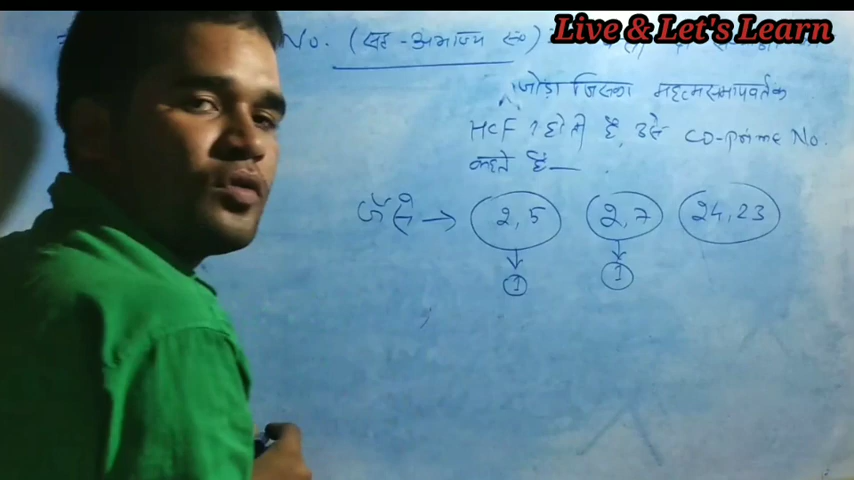 Live & Let's Learn
No. (सह-अभाज्य सं०)
जोड़ा जिसका महत्तमसमापवर्तक
HCF 1 होती है, उसे CO-prime No.
कहते हैं—
जैसे → 2,5 2,7 24,23
1 1